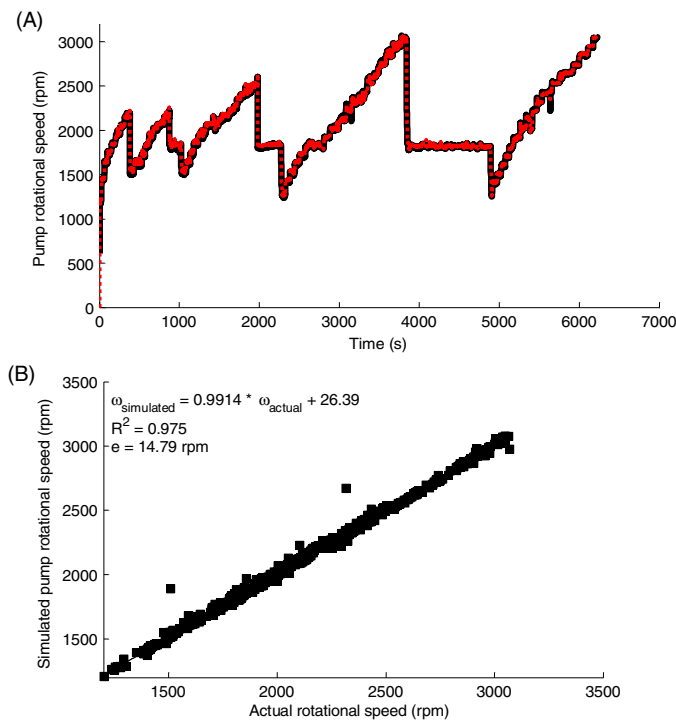 (A)
3000
2500
2000
1500
1000
500
0
Pump rotational speed (rpm)
0 1000 2000 3000 4000 5000 6000 7000
Time (s)
(B)
3500
3000
2500
2000
1500
Simulated pump rotational speed (rpm)
ω_simulated = 0.9914 * ω_actual + 26.39
R² = 0.975
e = 14.79 rpm
1500 2000 2500 3000 3500
Actual rotational speed (rpm)